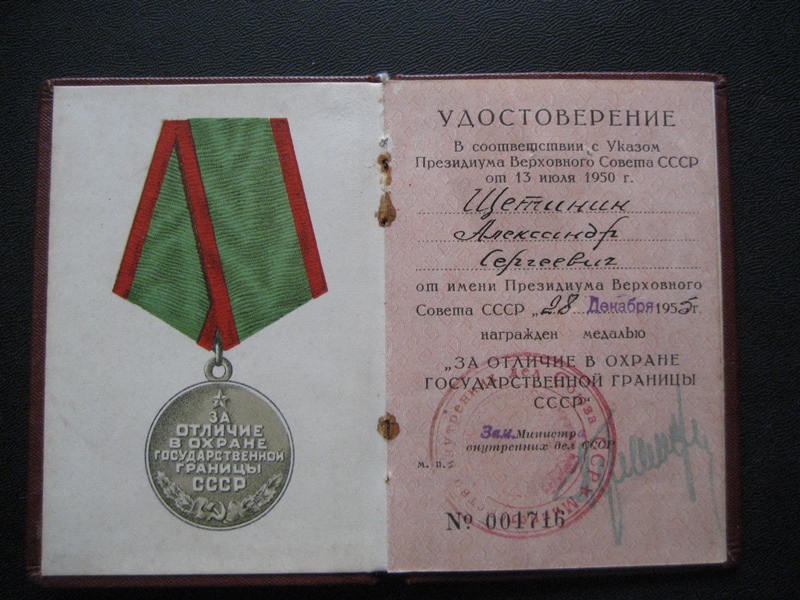 ЗА
ОТЛИЧИЕ
В ОХРАНЕ
ГОСУДАРСТВЕННОЙ
ГРАНИЦЫ
СССР
УДОСТОВЕРЕНИЕ
В соответствии с Указом
Президиума Верховного Совета СССР
от 13 июля 1950 г.
Щетинин
Александр
Сергеевич
от имени Президиума Верховного
Совета СССР „28 Декабря 1955г.
награжден медалью
„ЗА ОТЛИЧИЕ В ОХРАНЕ
ГОСУДАРСТВЕННОЙ ГРАНИЦЫ
СССР"
Зам. Министра
внутренних дел СССР
м. п.
№ 001716